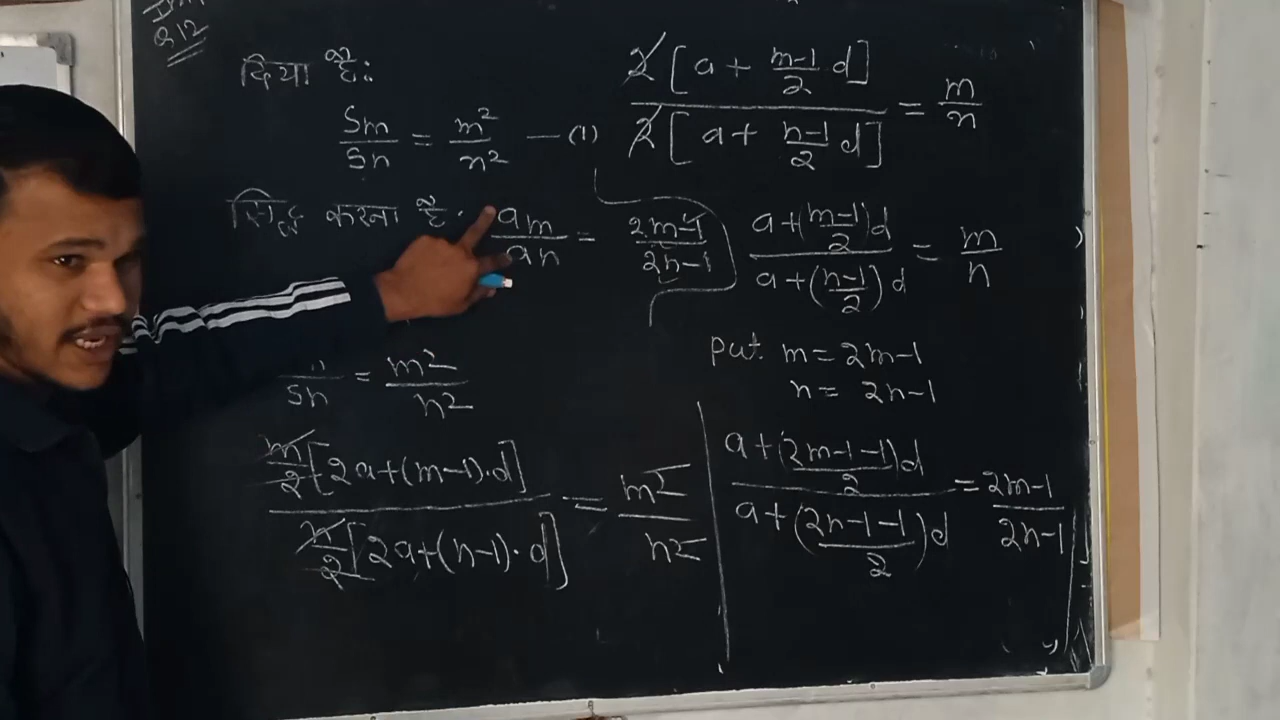 Q12
दिया है:
Sm/Sn = m²/n² —(1)
सिद्ध करना है. am/an = 2m-1/2n-1
Sn = m²/n²
m/2[2a+(m-1)·d] / n/2[2a+(n-1)·d] = m²/n²
2[a + m-1/2 d] / 2[a + n-1/2 d] = m/n
a+(m-1/2)d / a+(n-1/2)d = m/n
put m = 2m-1
n = 2n-1
a+(2m-1-1/2)d / a+(2n-1-1/2)d = 2m-1/2n-1